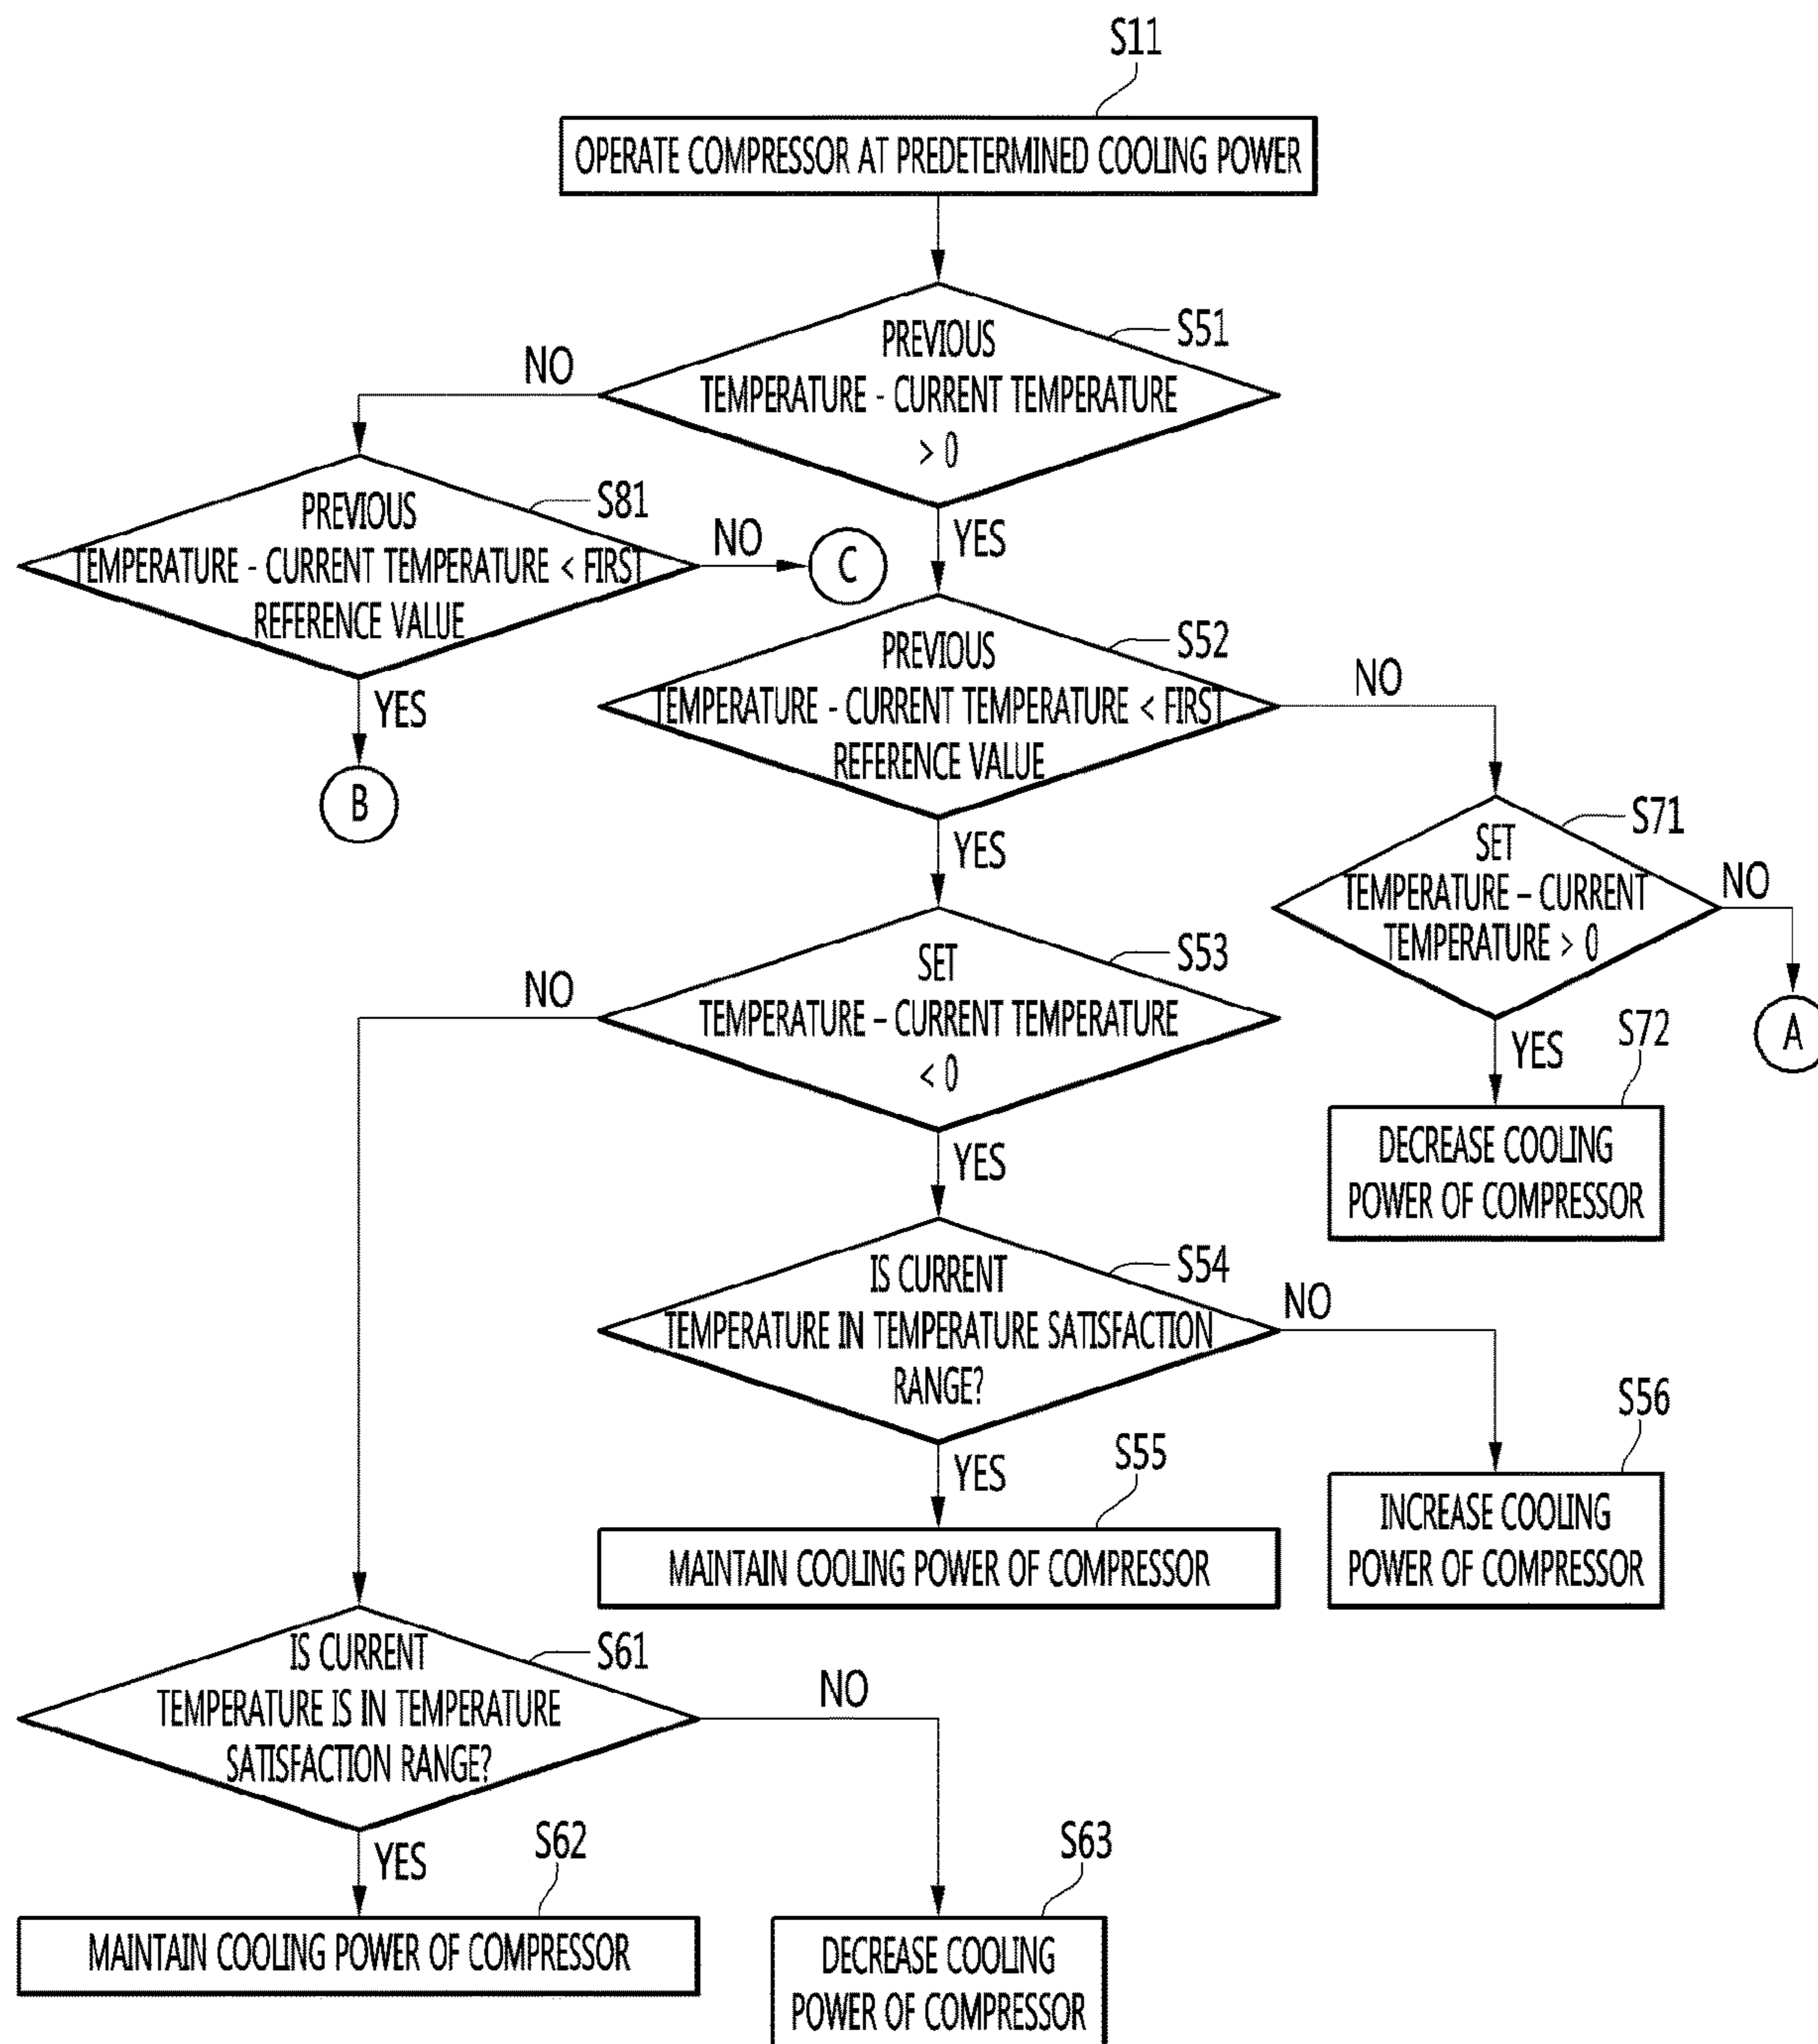 S11
OPERATE COMPRESSOR AT PREDETERMINED COOLING POWER
S51
PREVIOUS
TEMPERATURE - CURRENT TEMPERATURE
> 0
NO
YES
S81
PREVIOUS
TEMPERATURE - CURRENT TEMPERATURE < FIRST
REFERENCE VALUE
NO
C
YES
B
S52
PREVIOUS
TEMPERATURE - CURRENT TEMPERATURE < FIRST
REFERENCE VALUE
NO
YES
S71
SET
TEMPERATURE – CURRENT
TEMPERATURE > 0
NO
A
YES
S72
DECREASE COOLING
POWER OF COMPRESSOR
S53
SET
TEMPERATURE – CURRENT TEMPERATURE
< 0
NO
YES
S54
IS CURRENT
TEMPERATURE IN TEMPERATURE SATISFACTION
RANGE?
NO
YES
S55
MAINTAIN COOLING POWER OF COMPRESSOR
S56
INCREASE COOLING
POWER OF COMPRESSOR
S61
IS CURRENT
TEMPERATURE IS IN TEMPERATURE
SATISFACTION RANGE?
NO
YES
S62
MAINTAIN COOLING POWER OF COMPRESSOR
S63
DECREASE COOLING
POWER OF COMPRESSOR